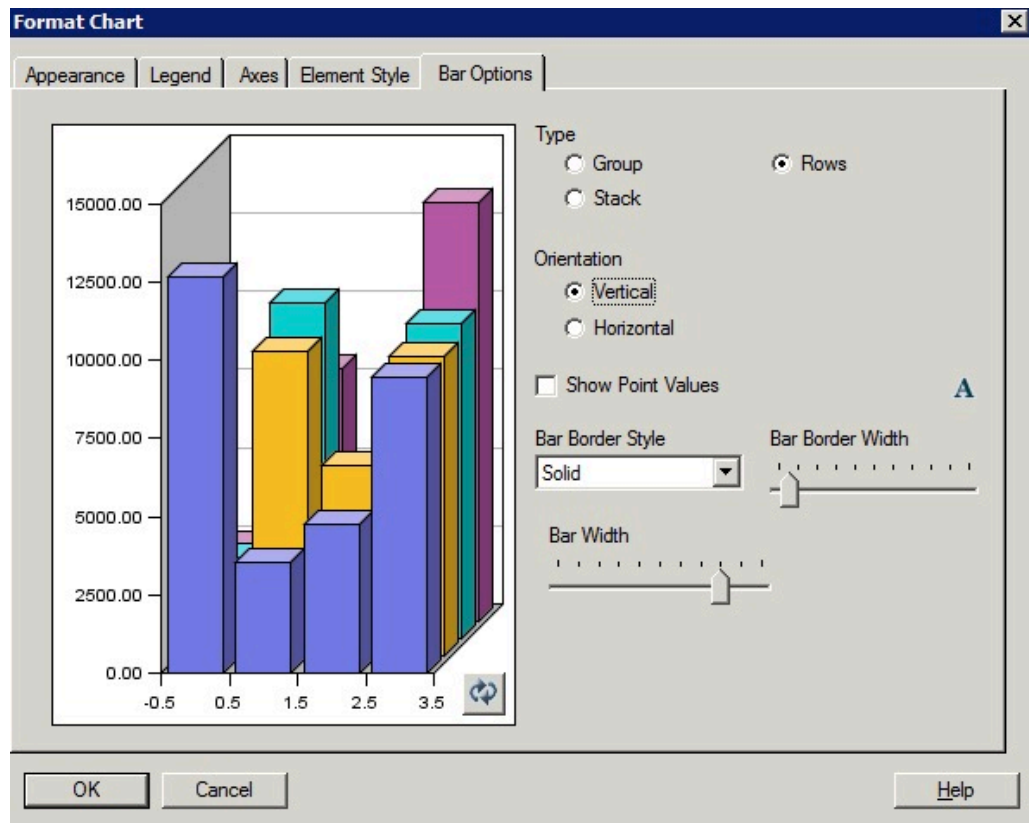 Format Chart
Appearance Legend Axes Element Style Bar Options
Type
Group Rows
Stack
Orientation
Vertical
Horizontal
Show Point Values A
Bar Border Style Bar Border Width
Solid
Bar Width
15000.00
12500.00
10000.00
7500.00
5000.00
2500.00
0.00
-0.5 0.5 1.5 2.5 3.5
OK Cancel Help